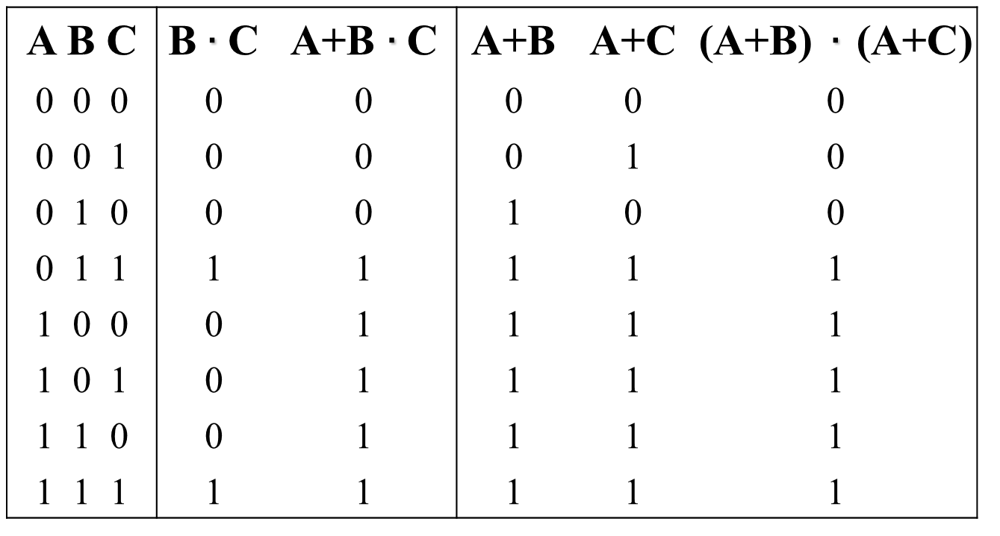 A B C B · C A+B · C A+B A+C (A+B) · (A+C)
0 0 0 0 0 0 0 0
0 0 1 0 0 0 1 0
0 1 0 0 0 1 0 0
0 1 1 1 1 1 1 1
1 0 0 0 1 1 1 1
1 0 1 0 1 1 1 1
1 1 0 0 1 1 1 1
1 1 1 1 1 1 1 1